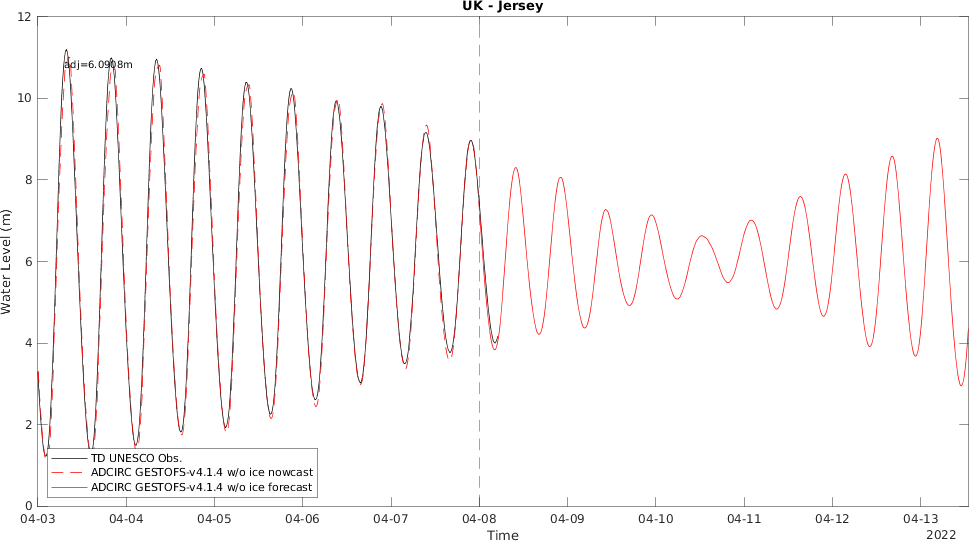 UK - Jersey
12
adj=6.0908m
10
8
6
4
2
0
Water Level (m)
TD UNESCO Obs.
ADCIRC GESTOFS-v4.1.4 w/o ice nowcast
ADCIRC GESTOFS-v4.1.4 w/o ice forecast
04-03 04-04 04-05 04-06 04-07 04-08 04-09 04-10 04-11 04-12 04-13
Time
2022